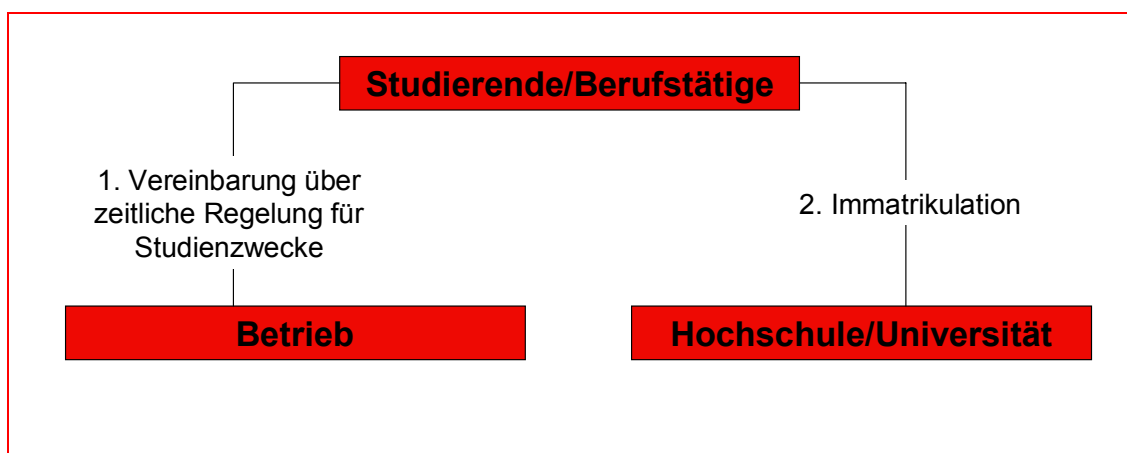 Studierende/Berufstätige
1. Vereinbarung über
zeitliche Regelung für
Studienzwecke
2. Immatrikulation
Betrieb
Hochschule/Universität